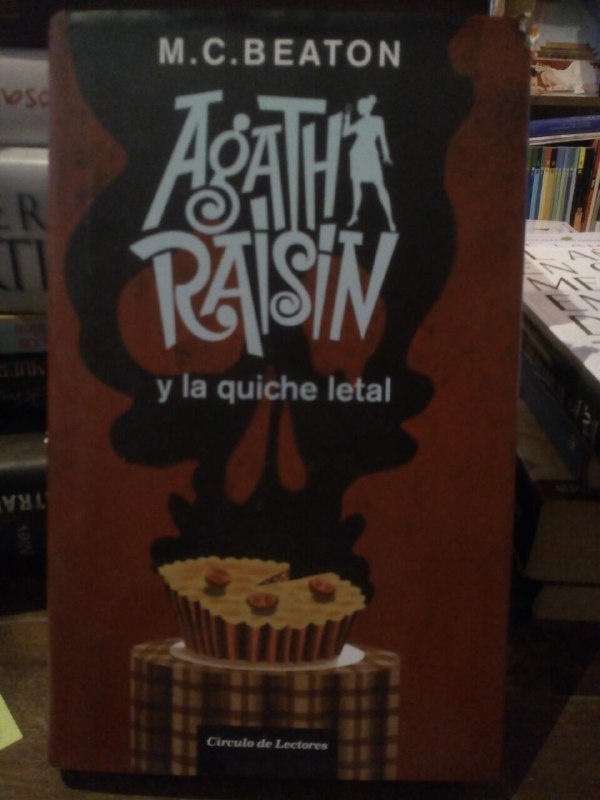 M.C.BEATON
AGATHA
RAISIN
y la quiche letal
Círculo de Lectores